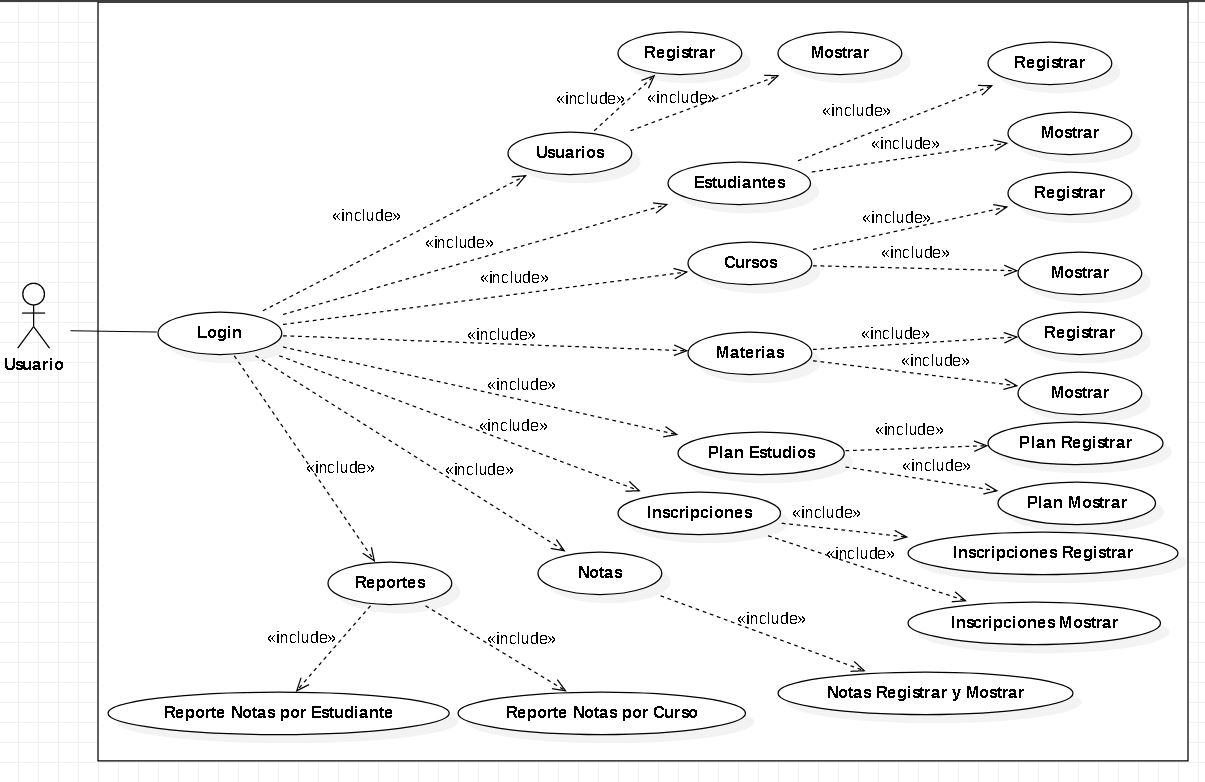 Registrar
Mostrar
Registrar
«include»
«include»
«include»
Mostrar
Usuarios
«include»
Estudiantes
Registrar
«include»
«include»
«include»
«include»
Cursos
Mostrar
«include»
Login
«include»
Materias
«include»
Registrar
Usuario
«include»
Mostrar
«include»
«include»
Plan Estudios
«include»
Plan Registrar
«include»
«include»
«include»
Plan Mostrar
Inscripciones
«include»
Inscripciones Registrar
«include»
Reportes
Notas
Inscripciones Mostrar
«include»
«include»
«include»
Notas Registrar y Mostrar
Reporte Notas por Estudiante
Reporte Notas por Curso